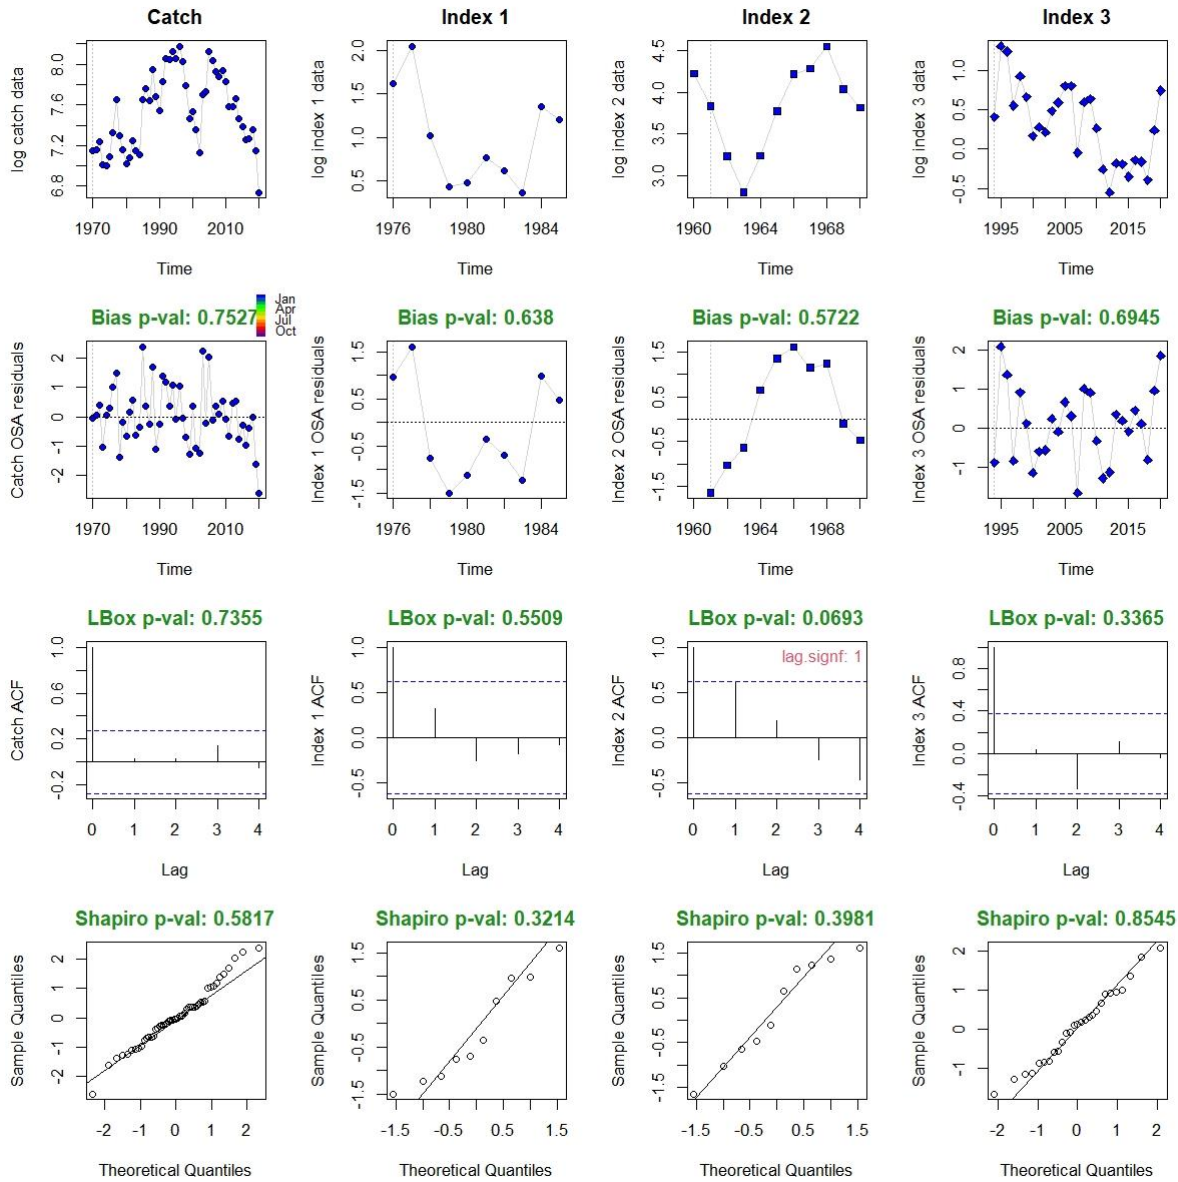 Catch
Index 1
Index 2
Index 3
log catch data
6.8 7.2 7.6 8.0
1970 1990 2010
Time
log index 1 data
0.5 1.0 1.5 2.0
1976 1980 1984
Time
log index 2 data
3.0 3.5 4.0 4.5
1960 1964 1968
Time
log index 3 data
-0.5 0.0 0.5 1.0
1995 2005 2015
Time
Bias p-val: 0.7527
Jan
Apr
Jul
Oct
Bias p-val: 0.638
Bias p-val: 0.5722
Bias p-val: 0.6945
Catch OSA residuals
-2 -1 0 1 2
1970 1990 2010
Time
Index 1 OSA residuals
-1.5 -0.5 0.5 1.5
1976 1980 1984
Time
Index 2 OSA residuals
-1.5 -0.5 0.5 1.5
1960 1964 1968
Time
Index 3 OSA residuals
-1 0 1 2
1995 2005 2015
Time
LBox p-val: 0.7355
LBox p-val: 0.5509
LBox p-val: 0.0693
LBox p-val: 0.3365
Catch ACF
-0.2 0.2 0.6 1.0
0 1 2 3 4
Lag
Index 1 ACF
-0.5 0.0 0.5 1.0
0 1 2 3 4
Lag
Index 2 ACF
-0.5 0.0 0.5 1.0
lag.signf: 1
0 1 2 3 4
Lag
Index 3 ACF
-0.4 0.0 0.4 0.8
0 1 2 3 4
Lag
Shapiro p-val: 0.5817
Shapiro p-val: 0.3214
Shapiro p-val: 0.3981
Shapiro p-val: 0.8545
Sample Quantiles
-2 -1 0 1 2
-2 -1 0 1 2
Theoretical Quantiles
Sample Quantiles
-1.5 -0.5 0.5 1.5
-1.5 -0.5 0.5 1.5
Theoretical Quantiles
Sample Quantiles
-1.5 -0.5 0.5 1.5
-1.5 -0.5 0.5 1.5
Theoretical Quantiles
Sample Quantiles
-1 0 1 2
-2 -1 0 1 2
Theoretical Quantiles